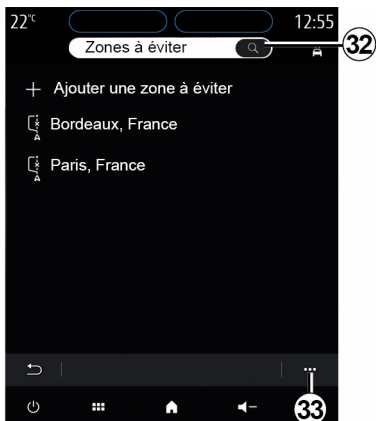 22°C 12:55
Zones à éviter 32
Ajouter une zone à éviter
Bordeaux, France
Paris, France
33